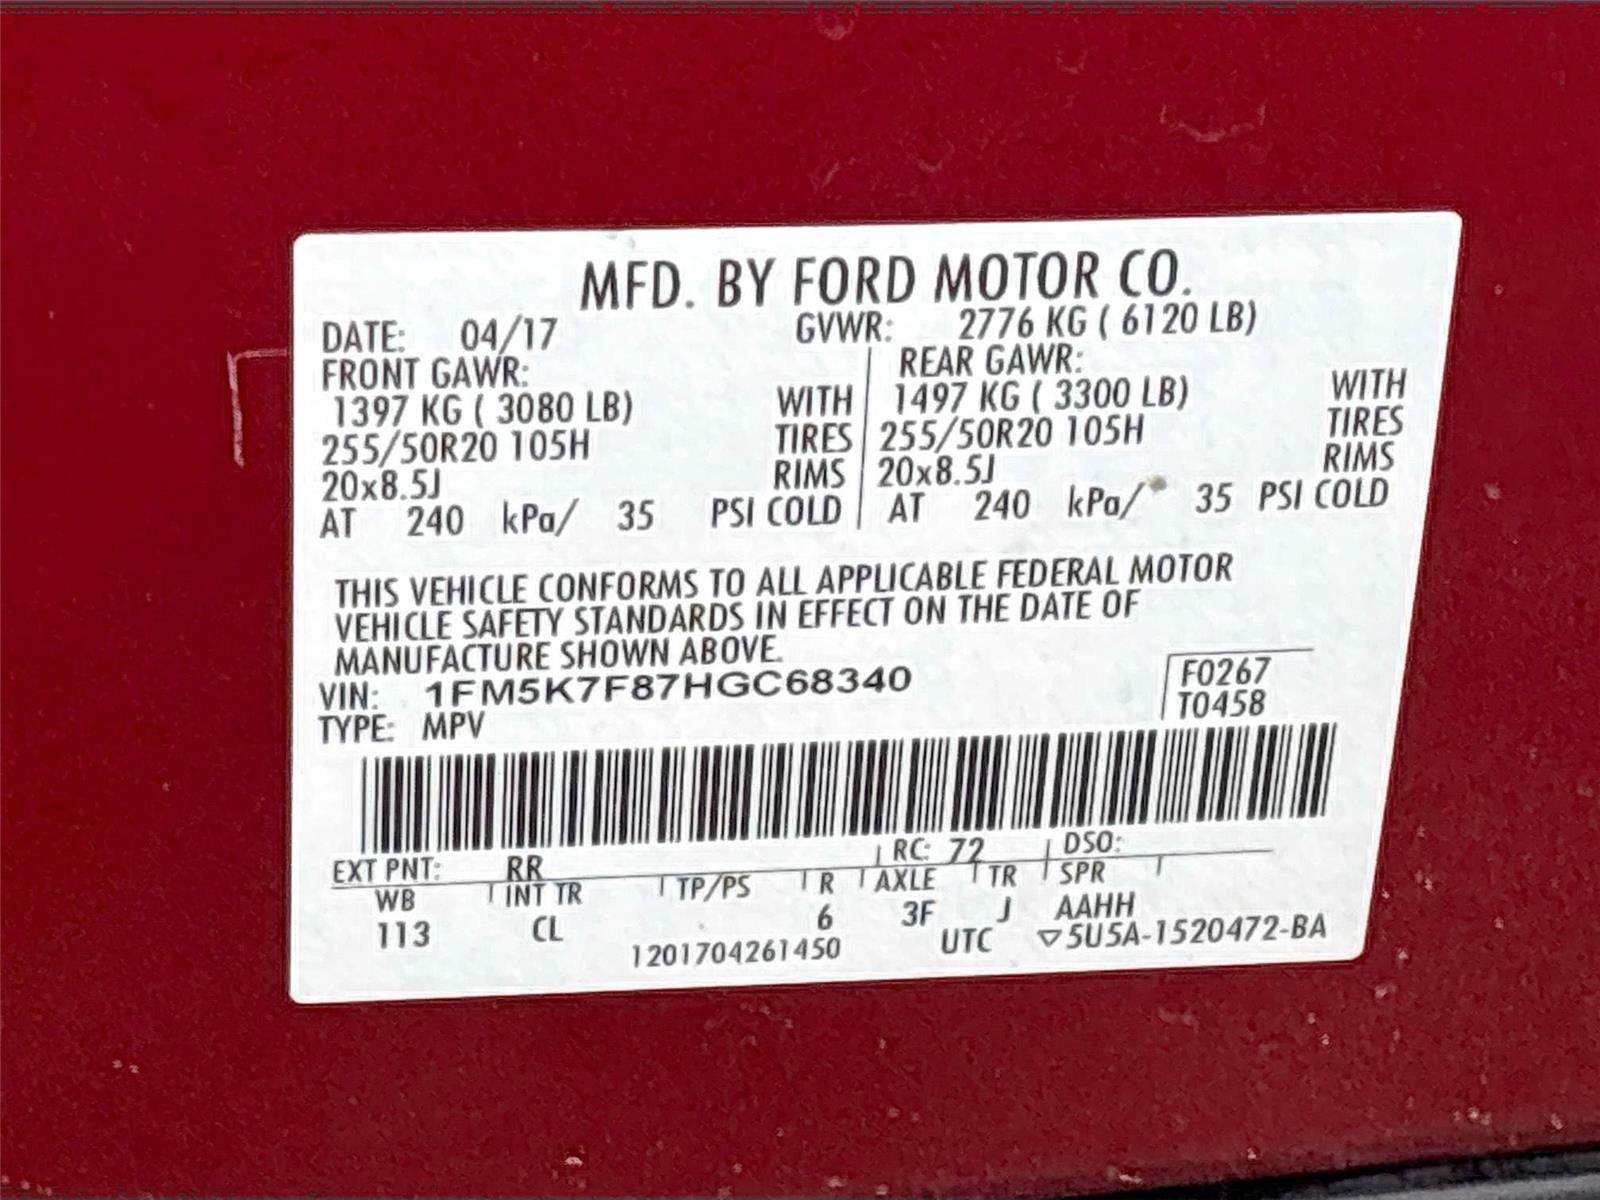 MFD. BY FORD MOTOR CO.
DATE: 04/17 GVWR: 2776 KG ( 6120 LB)
FRONT GAWR: REAR GAWR:
1397 KG ( 3080 LB) WITH 1497 KG ( 3300 LB) WITH
255/50R20 105H TIRES 255/50R20 105H TIRES
20x8.5J RIMS 20x8.5J RIMS
AT 240 kPa/ 35 PSI COLD AT 240 kPa/ 35 PSI COLD
THIS VEHICLE CONFORMS TO ALL APPLICABLE FEDERAL MOTOR
VEHICLE SAFETY STANDARDS IN EFFECT ON THE DATE OF
MANUFACTURE SHOWN ABOVE.
VIN: 1FM5K7F87HGC68340 F0267
TYPE: MPV T0458
EXT PNT: RR RC: 72 DSO:
WB INT TR TP/PS R AXLE TR SPR
113 CL 6 3F J AAHH
1201704261450 UTC ▽5U5A-1520472-BA